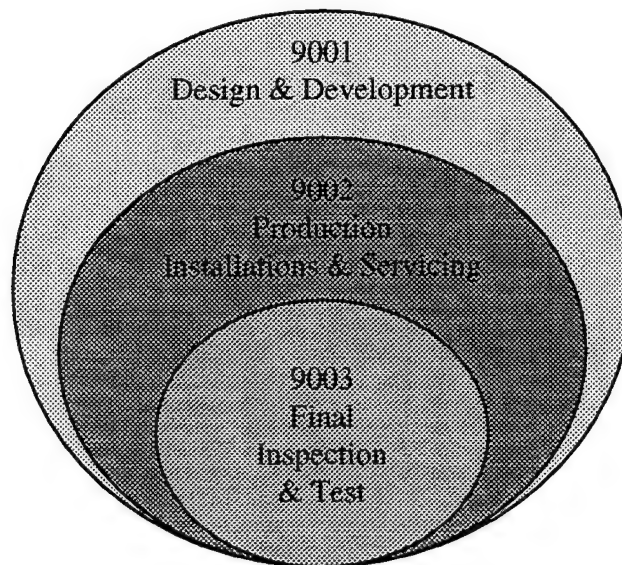 9001
Design & Development
9002
Production
Installations & Servicing
9003
Final
Inspection
& Test